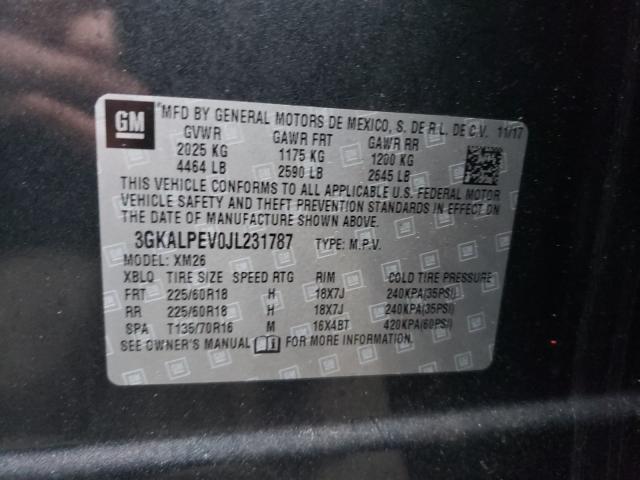 GM
MFD BY GENERAL MOTORS DE MEXICO, S. DE R.L. DE C.V. 11/17
GVWR GAWR FRT GAWR RR
2025 KG 1175 KG 1200 KG
4464 LB 2590 LB 2645 LB
THIS VEHICLE CONFORMS TO ALL APPLICABLE U.S. FEDERAL MOTOR
VEHICLE SAFETY AND THEFT PREVENTION STANDARDS IN EFFECT ON
THE DATE OF MANUFACTURE SHOWN ABOVE.
3GKALPEV0JL231787 TYPE: M.P.V.
MODEL: XM26
XBLQ TIRE SIZE SPEED RTG RIM COLD TIRE PRESSURE
FRT 225/60R18 H 18X7J 240KPA(35PSI)
RR 225/60R18 H 18X7J 240KPA(35PSI)
SPA T135/70R16 M 16X4BT 420KPA(60PSI)
SEE OWNER'S MANUAL FOR MORE INFORMATION.